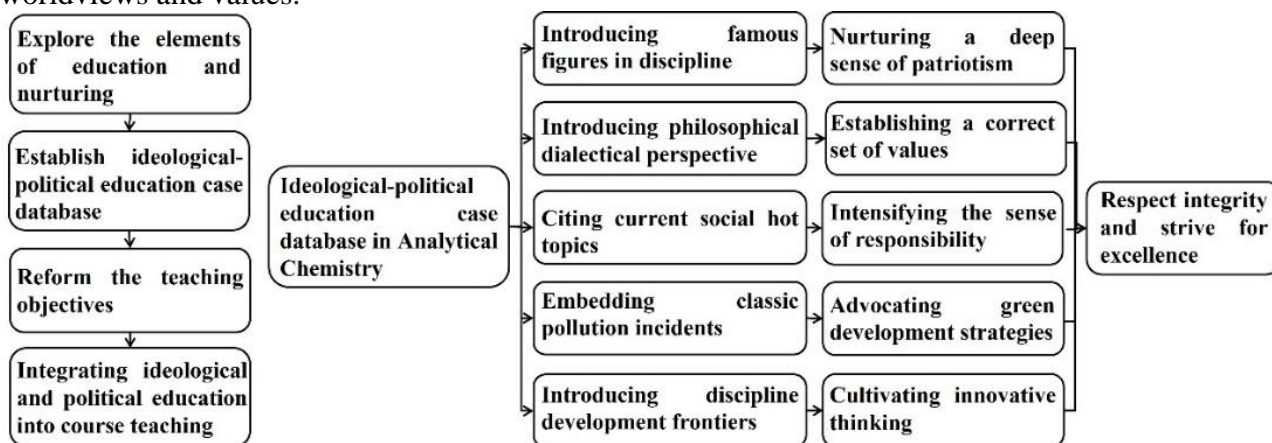 worldviews and values.
Explore the elements
of education and
nurturing
Establish ideological-
political education case
database
Reform the teaching
objectives
Integrating ideological
and political education
into course teaching
Ideological-political
education case
database in Analytical
Chemistry
Introducing famous
figures in discipline
Nurturing a deep
sense of patriotism
Introducing philosophical
dialectical perspective
Establishing a correct
set of values
Citing current social hot
topics
Intensifying the sense
of responsibility
Embedding classic
pollution incidents
Advocating green
development strategies
Introducing discipline
development frontiers
Cultivating innovative
thinking
Respect integrity
and strive for
excellence